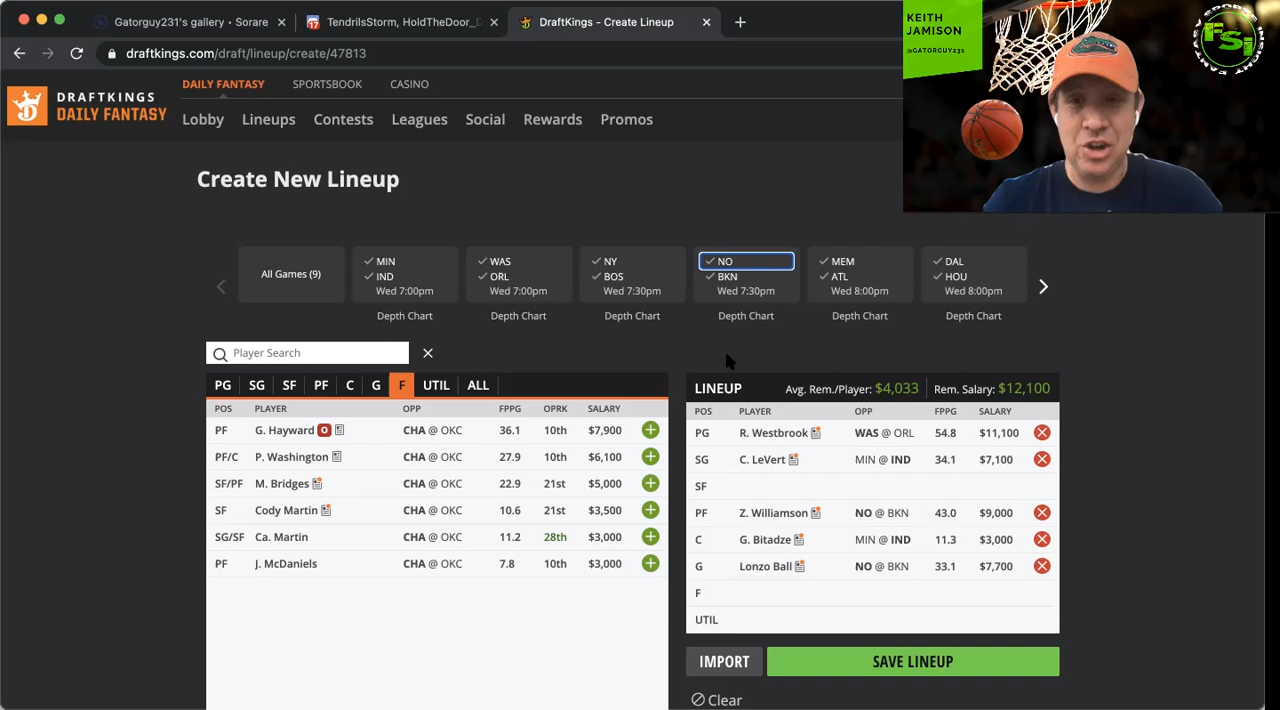 Gatorguy231's gallery • Sorare
TendrilsStorm, HoldTheDoor_D
DraftKings - Create Lineup
draftkings.com/draft/lineup/create/47813
DAILY FANTASY SPORTSBOOK CASINO
DRAFTKINGS
DAILY FANTASY
Lobby Lineups Contests Leagues Social Rewards Promos
KEITH
JAMISON
@GATORGUY231
FSI
Create New Lineup
All Games (9)
MIN
IND
Wed 7:00pm
Depth Chart
WAS
ORL
Wed 7:00pm
Depth Chart
NY
BOS
Wed 7:30pm
NO
BKN
Wed 7:30pm
Depth Chart
MEM
ATL
Wed 8:00pm
Depth Chart
DAL
HOU
Wed 8:00pm
Depth Chart
Player Search
PG SG SF PF C G F UTIL ALL
POS PLAYER OPP FPPG OPRK SALARY
PF G. Hayward O CHA @ OKC 36.1 10th $7,900
PF/C P. Washington CHA @ OKC 27.9 10th $6,100
SF/PF M. Bridges CHA @ OKC 22.9 21st $5,000
SF Cody Martin CHA @ OKC 10.6 21st $3,500
SG/SF Ca. Martin CHA @ OKC 11.2 28th $3,000
PF J. McDaniels CHA @ OKC 7.8 10th $3,000
LINEUP Avg. Rem./Player: $4,033 Rem. Salary: $12,100
POS PLAYER OPP FPPG SALARY
PG R. Westbrook WAS @ ORL 54.8 $11,100
SG C. LeVert MIN @ IND 34.1 $7,100
SF
PF Z. Williamson NO @ BKN 43.0 $9,000
C G. Bitadze MIN @ IND 11.3 $3,000
G Lonzo Ball NO @ BKN 33.1 $7,700
F
UTIL
IMPORT SAVE LINEUP
Clear